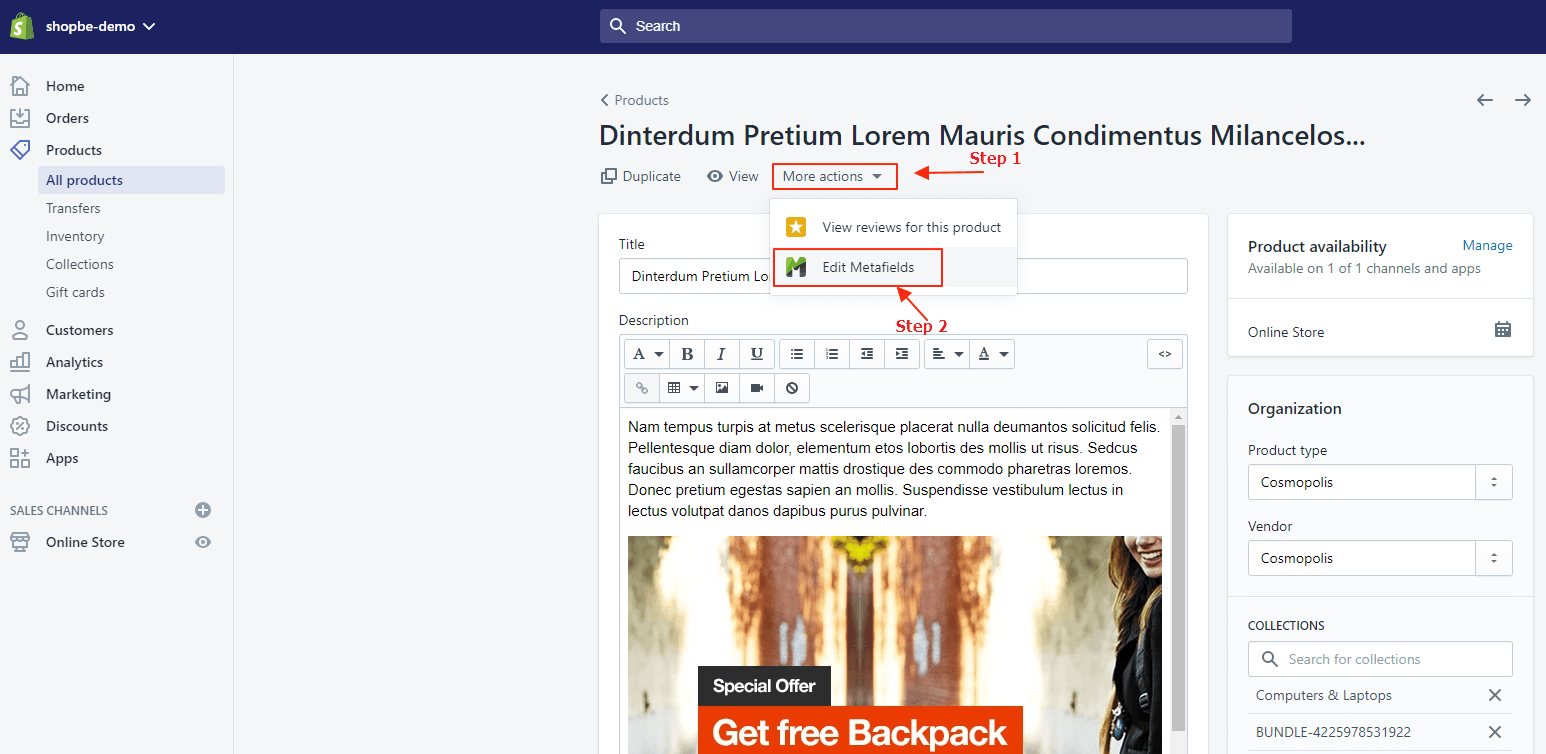 shopbe-demo
Search
Home
Orders
Products
All products
Transfers
Inventory
Collections
Gift cards
Customers
Analytics
Marketing
Discounts
Apps
SALES CHANNELS
Online Store
Products
Dinterdum Pretium Lorem Mauris Condimentus Milancelos...
Step 1
Duplicate
View
More actions
View reviews for this product
Edit Metafields
Step 2
Title
Dinterdum Pretium Lo
Description
A B I U A <>
Nam tempus turpis at metus scelerisque placerat nulla deumantos solicitud felis.
Pellentesque diam dolor, elementum etos lobortis des mollis ut risus. Sedcus
faucibus an sullamcorper mattis drostique des commodo pharetras loremos.
Donec pretium egestas sapien an mollis. Suspendisse vestibulum lectus in
lectus volutpat danos dapibus purus pulvinar.
Special Offer
Get free Backpack
Product availability
Manage
Available on 1 of 1 channels and apps
Online Store
Organization
Product type
Cosmopolis
Vendor
Cosmopolis
COLLECTIONS
Search for collections
Computers & Laptops
BUNDLE-4225978531922